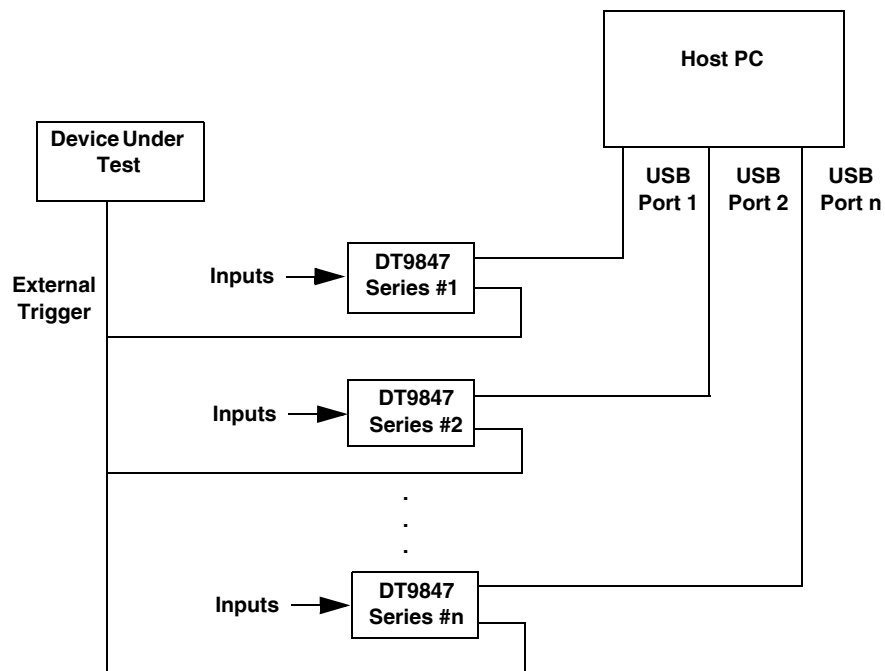 Host PC
Device Under
Test
USB
Port 1
USB
Port 2
USB
Port n
Inputs
DT9847
Series #1
External
Trigger
Inputs
DT9847
Series #2
.
.
.
Inputs
DT9847
Series #n